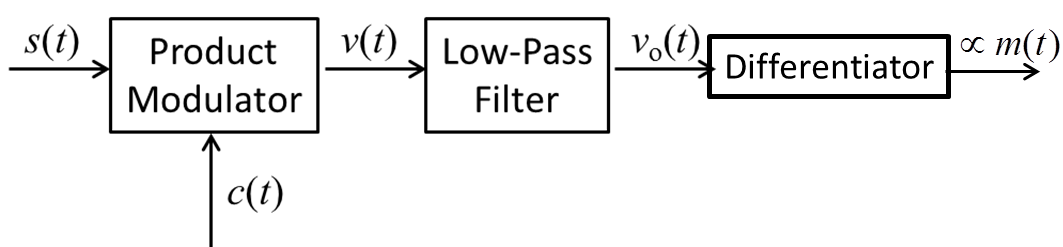 s(t)
Product
Modulator
v(t)
Low-Pass
Filter
vₒ(t)
Differentiator
∝ m(t)
c(t)